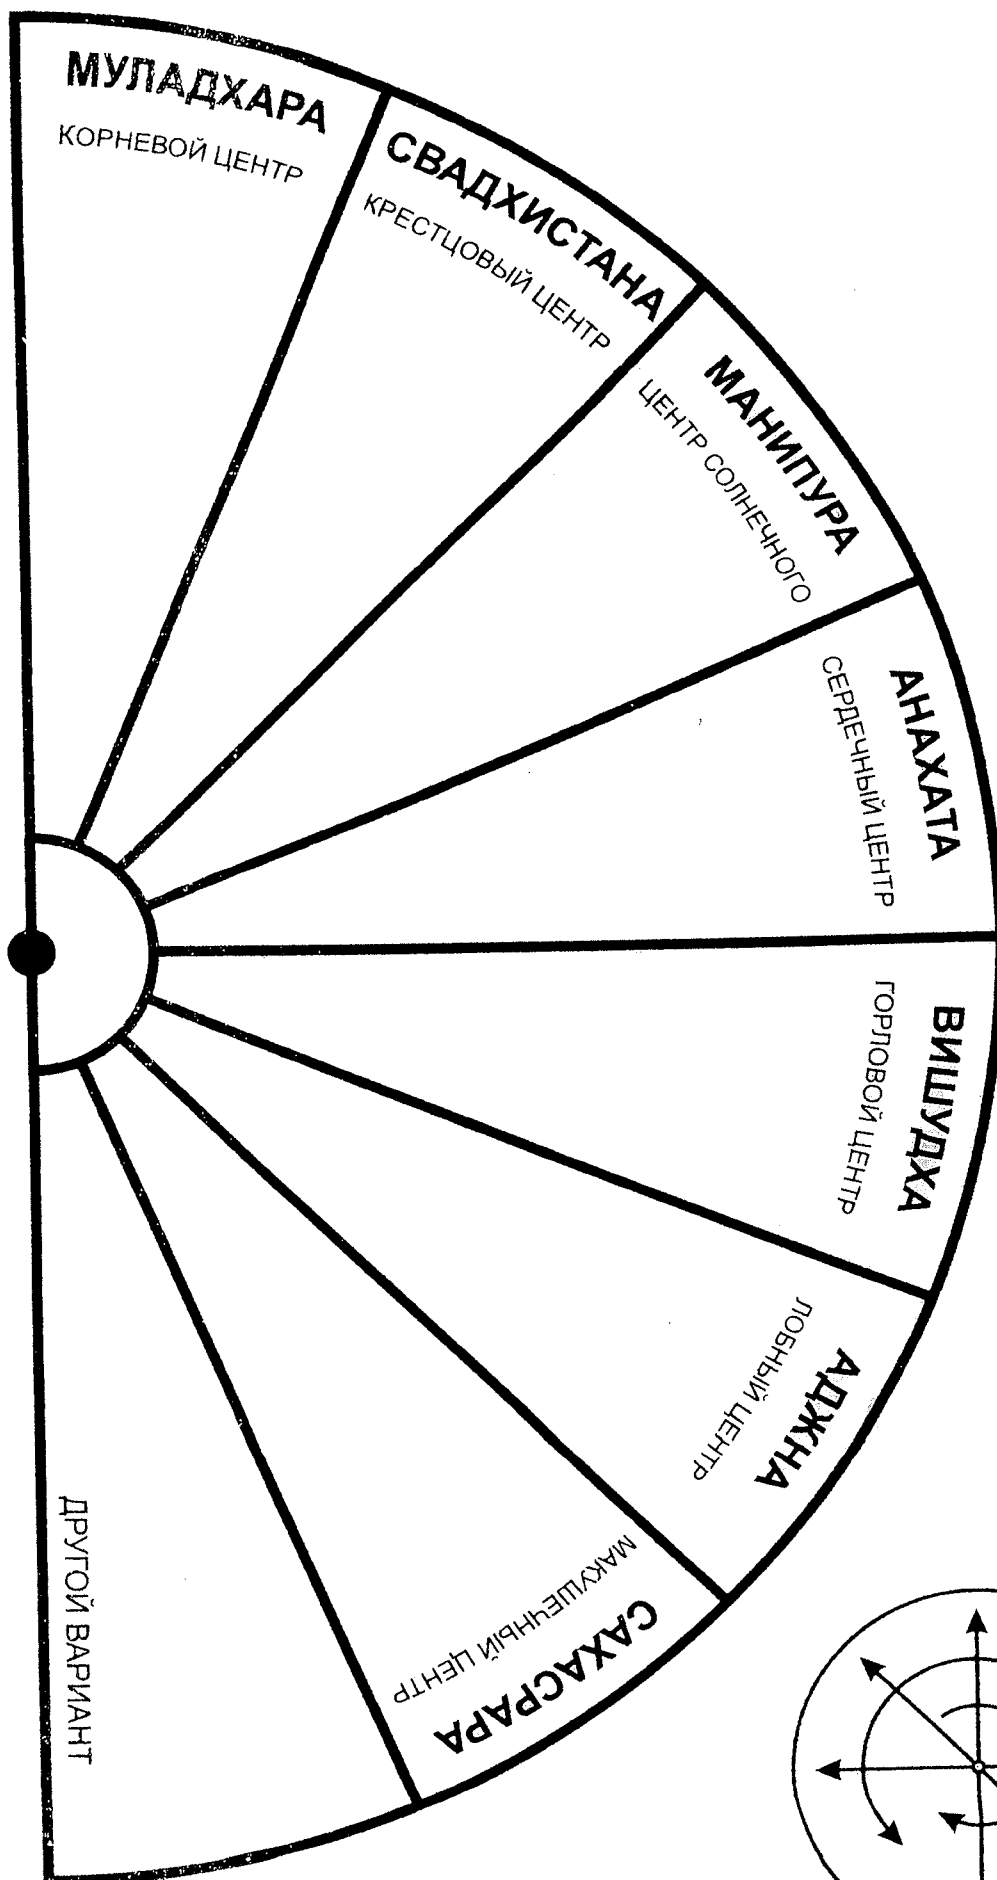 МУЛАДХАРА
КОРНЕВОЙ ЦЕНТР
СВАДХИСТАНА
КРЕСТЦОВЫЙ ЦЕНТР
МАНИПУРА
ЦЕНТР СОЛНЕЧНОГО
АНАХАТА
СЕРДЕЧНЫЙ ЦЕНТР
ВИШУДХА
ГОРЛОВОЙ ЦЕНТР
АДЖНА
ЛОБНЫЙ ЦЕНТР
САХАСРАРА
МАКУШЕЧНЫЙ ЦЕНТР
ДРУГОЙ ВАРИАНТ